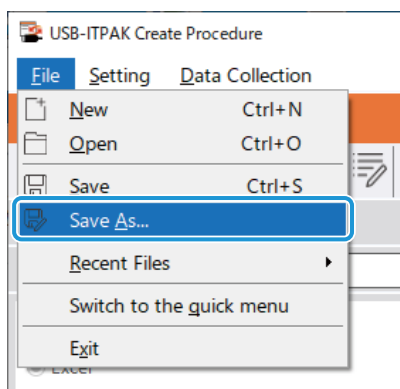 USB-ITPAK Create Procedure
File Setting Data Collection
New Ctrl+N
Open Ctrl+O
Save Ctrl+S
Save As...
Recent Files
Switch to the quick menu
Exit
Excel